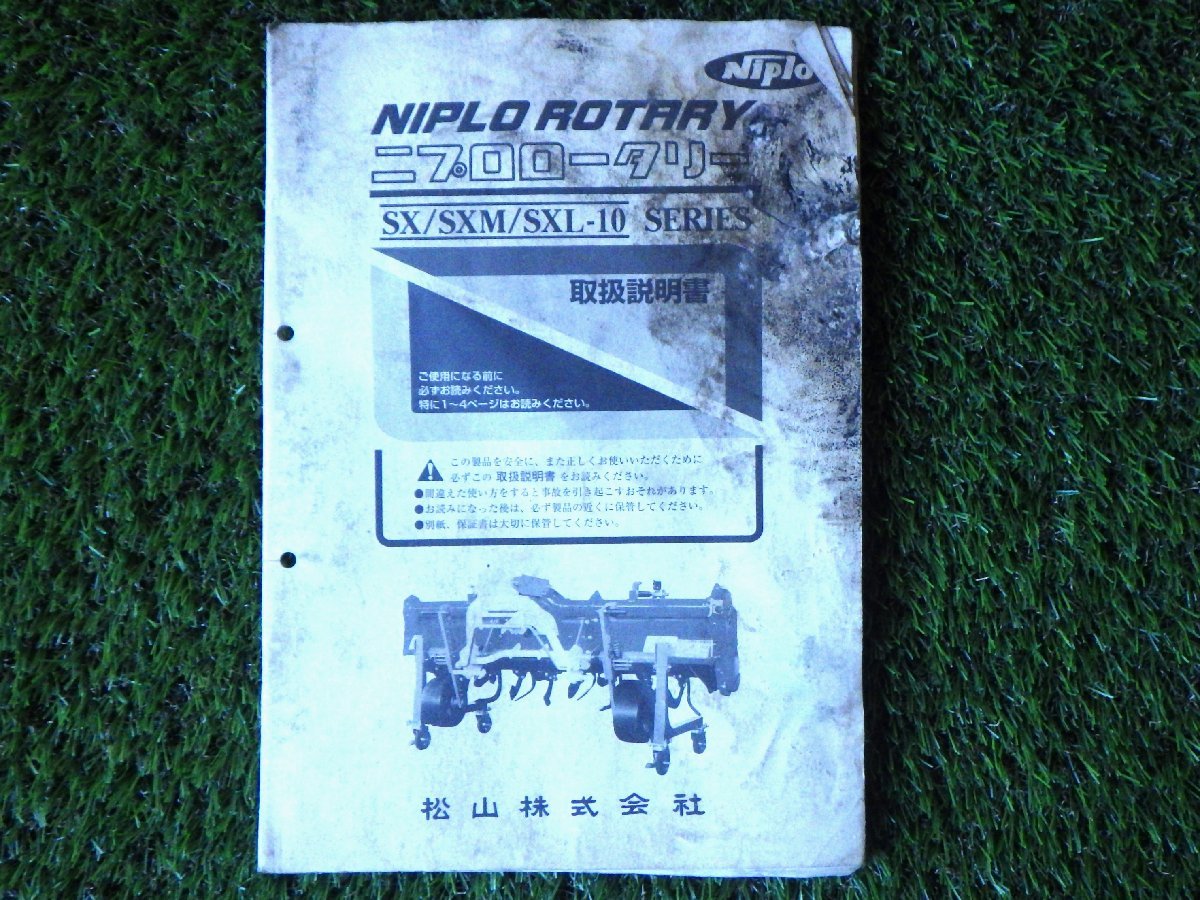 Niplo
NIPLO ROTARY
ニプロロータリー
SX/SXM/SXL-10 SERIES
取扱説明書
ご使用になる前に
必ずお読みください。
特に1〜4ページはお読みください。
この製品を安全に、また正しくお使いいただくために
必ずこの 取扱説明書 をお読みください。
●間違えた使い方をすると事故を引き起こすおそれがあります。
●お読みになった後は、必ず製品の近くに保管してください。
●別紙、保証書は大切に保管してください。
松山株式会社